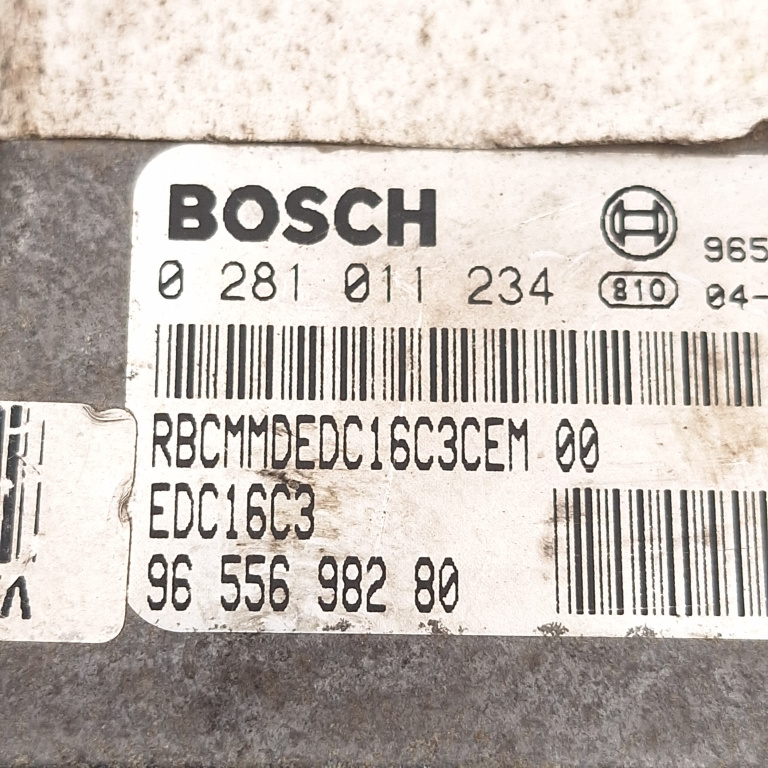 BOSCH
965
0 281 011 234
810
04-
RBCMMDEDC16C3CEM 00
EDC16C3
96 556 982 80